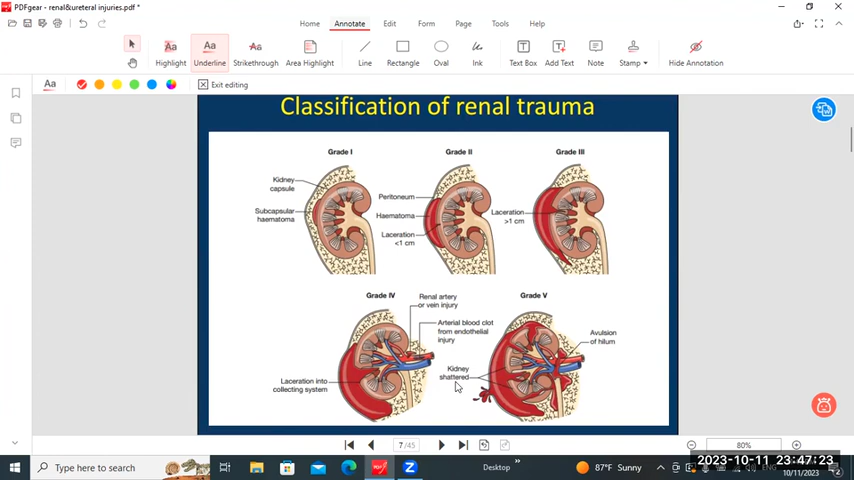 PDFgear - renal&ureteral injuries.pdf *
Home
Annotate
Edit
Form
Page
Tools
Help
Highlight
Underline
Strikethrough
Area Highlight
Line
Rectangle
Oval
Ink
Text Box
Add Text
Note
Stamp
Hide Annotation
Exit editing
Classification of renal trauma
Grade I
Grade II
Grade III
Kidney
capsule
Subcapsular
haematoma
Peritoneum
Haematoma
Laceration
<1 cm
Laceration
>1 cm
Grade IV
Grade V
Renal artery
or vein injury
Arterial blood clot
from endothelial
injury
Laceration into
collecting system
Kidney
shattered
Avulsion
of hilum
7 /45
80%
2023-10-11 23:47:23
Type here to search
Desktop
87°F Sunny
ENG
10/11/2023
2